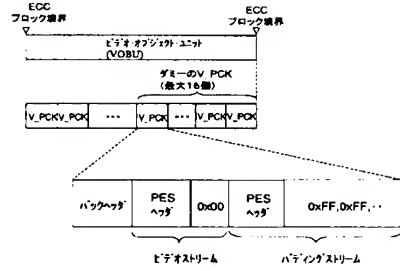 ECC ECC
ブロック境界 ブロック境界
ビデオ・オブジェクト・ユニット
(VOBU)
ダミーのV_PCK
(最大15個)
V_PCK V_PCK ・・・ V_PCK ・・・ V_PCK V_PCK
パックヘッダ PES ヘッダ 0x00 PES ヘッダ 0xFF,0xFF,・・
ビデオストリーム パディングストリーム